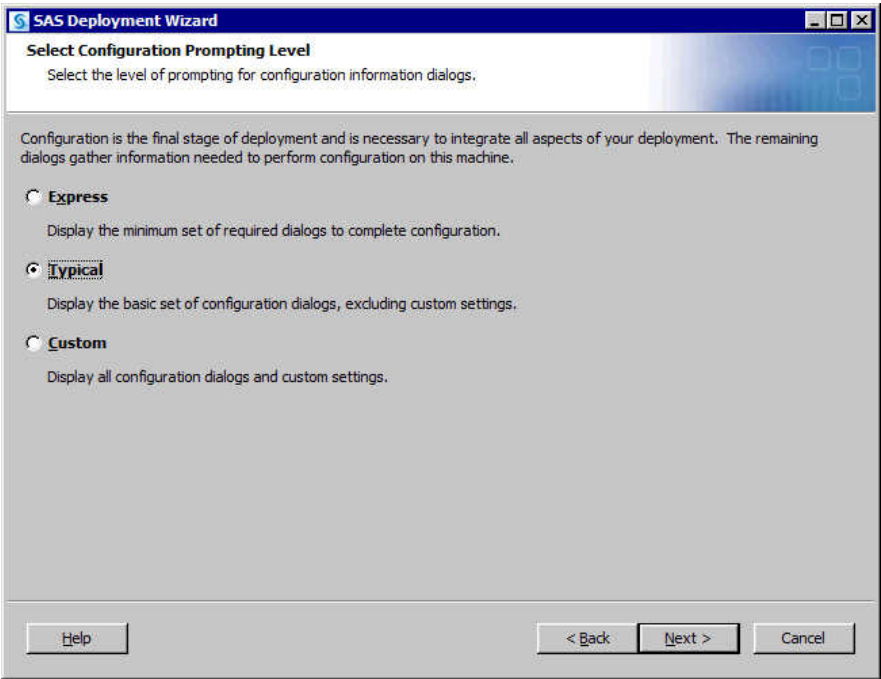 SAS Deployment Wizard
Select Configuration Prompting Level
Select the level of prompting for configuration information dialogs.
Configuration is the final stage of deployment and is necessary to integrate all aspects of your deployment. The remaining
dialogs gather information needed to perform configuration on this machine.
Express
Display the minimum set of required dialogs to complete configuration.
Typical
Display the basic set of configuration dialogs, excluding custom settings.
Custom
Display all configuration dialogs and custom settings.
Help
< Back
Next >
Cancel